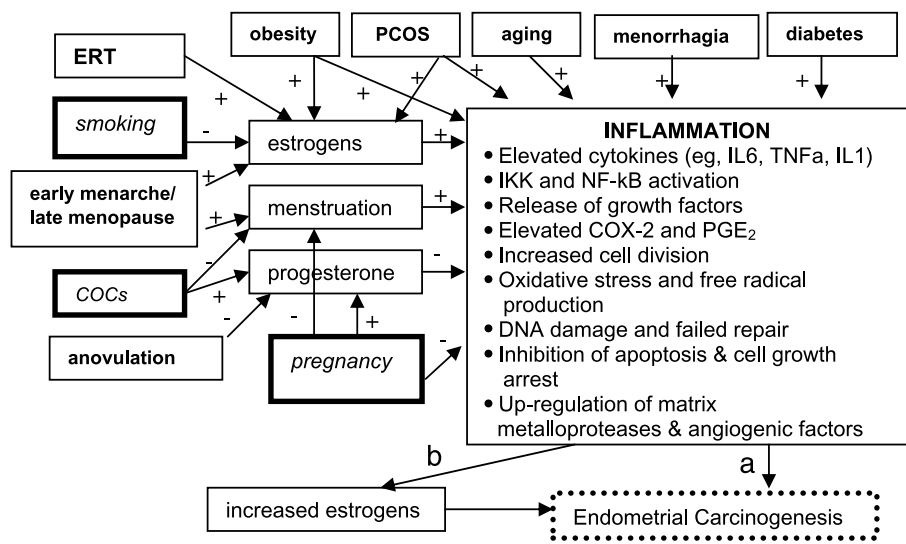 obesity
PCOS
aging
menorrhagia
diabetes
ERT
+
+
+
+
+
+
+
+
smoking
-
estrogens
+
INFLAMMATION
• Elevated cytokines (eg, IL6, TNFa, IL1)
• IKK and NF-kB activation
• Release of growth factors
• Elevated COX-2 and PGE₂
• Increased cell division
• Oxidative stress and free radical
production
• DNA damage and failed repair
• Inhibition of apoptosis & cell growth
arrest
• Up-regulation of matrix
metalloproteases & angiogenic factors
early menarche/
late menopause
+
+
menstruation
+
-
progesterone
-
COCs
+
-
anovulation
-
+
pregnancy
-
b
a
increased estrogens
Endometrial Carcinogenesis